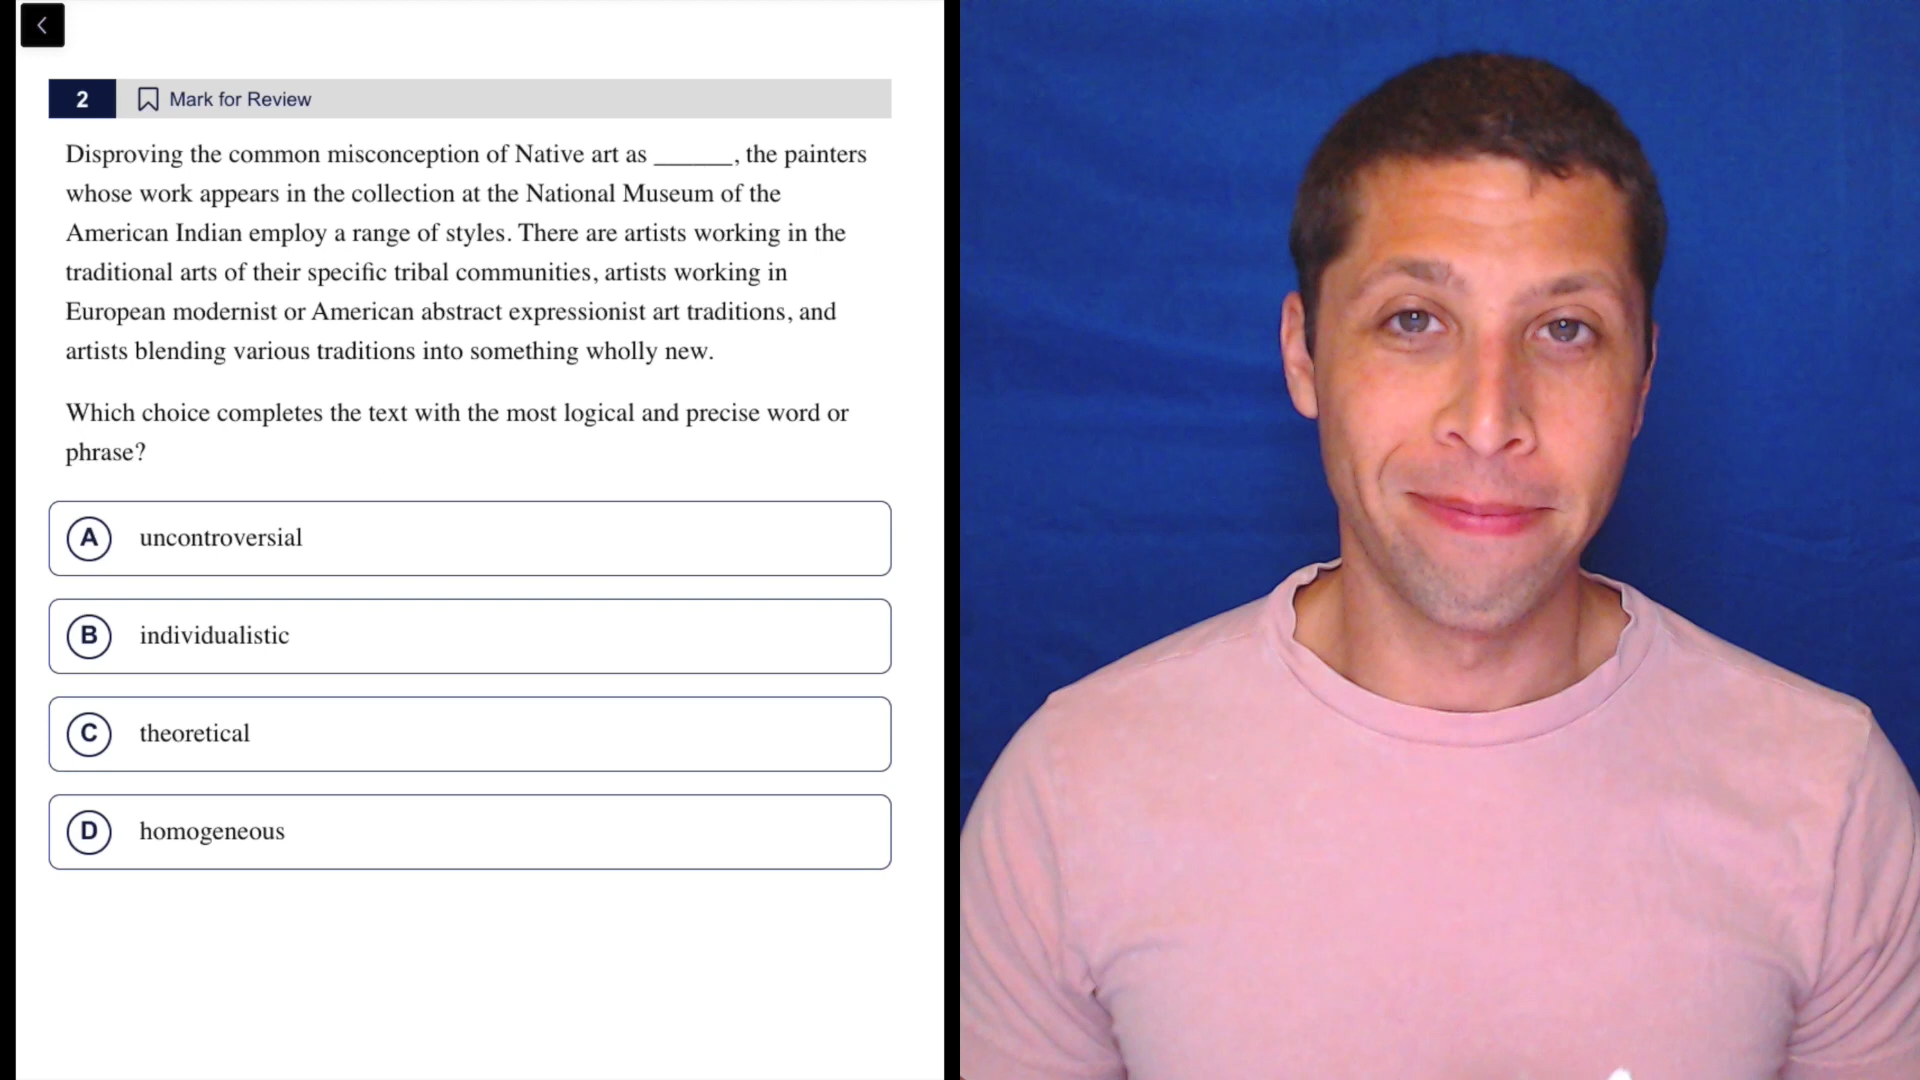 2 Mark for Review
Disproving the common misconception of Native art as ______, the painters
whose work appears in the collection at the National Museum of the
American Indian employ a range of styles. There are artists working in the
traditional arts of their specific tribal communities, artists working in
European modernist or American abstract expressionist art traditions, and
artists blending various traditions into something wholly new.
Which choice completes the text with the most logical and precise word or
phrase?
A uncontroversial
B individualistic
C theoretical
D homogeneous